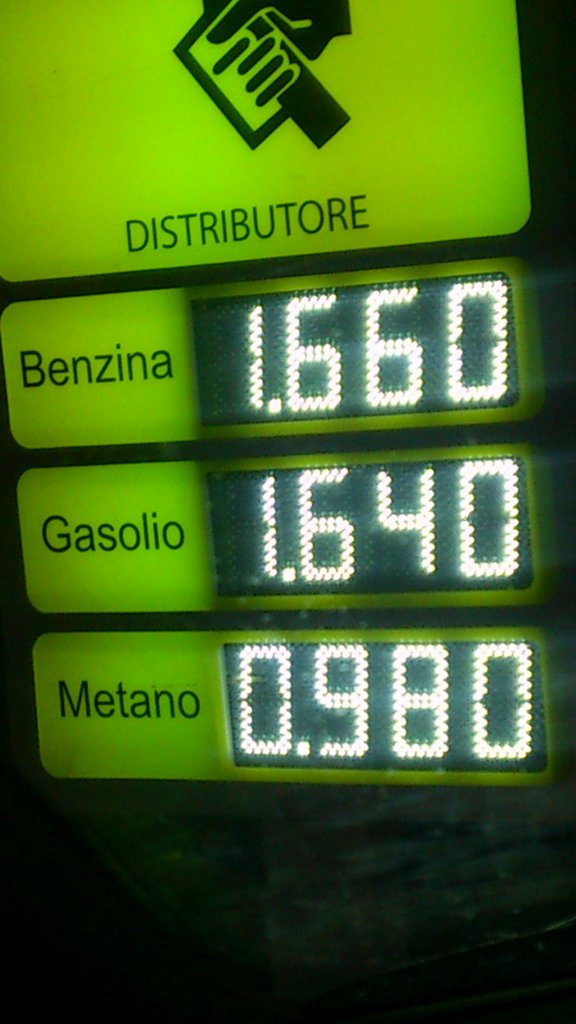 DISTRIBUTORE
Benzina 1.660
Gasolio 1.640
Metano 0.980